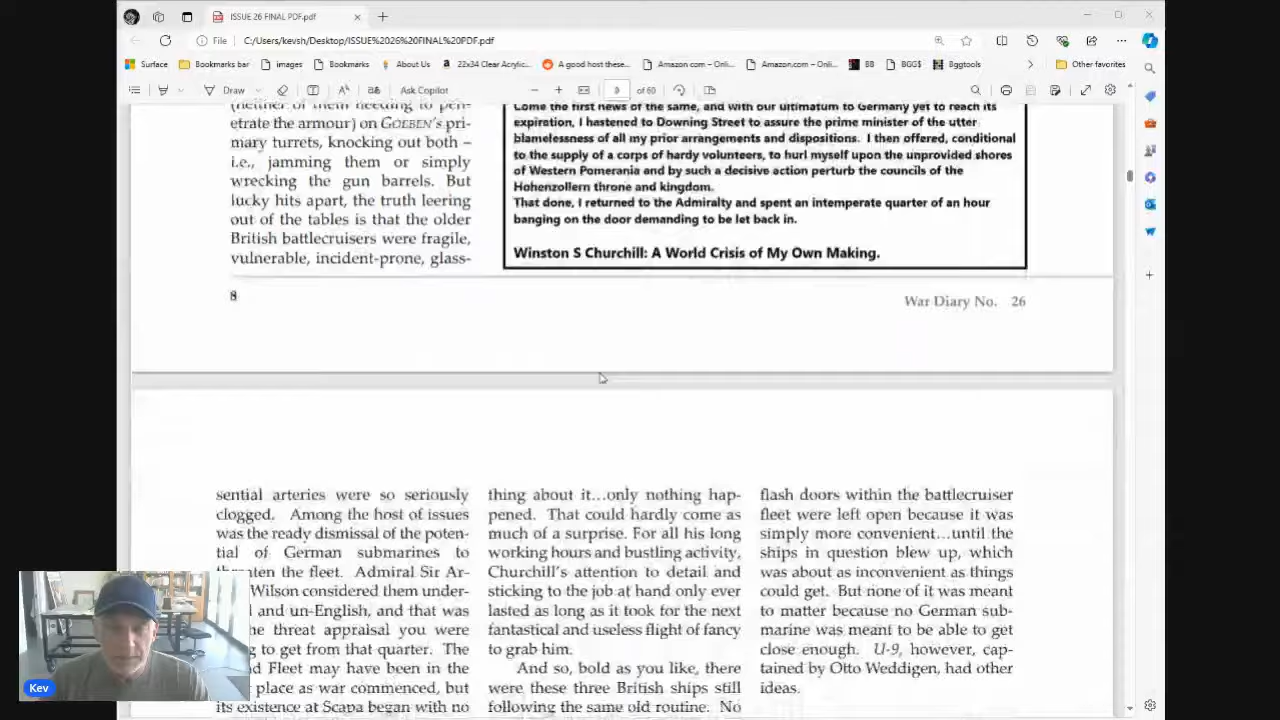 ISSUE 26 FINAL PDF.pdf
File C:/Users/kevsh/Desktop/ISSUE%2026%20FINAL%20PDF.pdf
Surface Bookmarks bar images Bookmarks About Us 22x34 Clear Acrylic... A good host these... Amazon.com – Onli... Amazon.com – Onli... BB BGG$ Bggtools Other favorites
Draw Ask Copilot 9 of 60
(neither of them needing to pen-
etrate the armour) on GOEBEN's pri-
mary turrets, knocking out both –
i.e., jamming them or simply
wrecking the gun barrels. But
lucky hits apart, the truth leering
out of the tables is that the older
British battlecruisers were fragile,
vulnerable, incident-prone, glass-
Come the first news of the same, and with our ultimatum to Germany yet to reach its
expiration, I hastened to Downing Street to assure the prime minister of the utter
blamelessness of all my prior arrangements and dispositions. I then offered, conditional
to the supply of a corps of hardy volunteers, to hurl myself upon the unprovided shores
of Western Pomerania and by such a decisive action perturb the councils of the
Hohenzollern throne and kingdom.
That done, I returned to the Admiralty and spent an intemperate quarter of an hour
banging on the door demanding to be let back in.
Winston S Churchill: A World Crisis of My Own Making.
8
War Diary No. 26
sential arteries were so seriously
clogged. Among the host of issues
was the ready dismissal of the poten-
tial of German submarines to
the fleet. Admiral Sir Ar-
Wilson considered them under-
and un-English, and that was
threat appraisal you were
to get from that quarter. The
Fleet may have been in the
place as war commenced, but
its existence at Scapa began with no
thing about it...only nothing hap-
pened. That could hardly come as
much of a surprise. For all his long
working hours and bustling activity,
Churchill's attention to detail and
sticking to the job at hand only ever
lasted as long as it took for the next
fantastical and useless flight of fancy
to grab him.
And so, bold as you like, there
were these three British ships still
following the same old routine. No
flash doors within the battlecruiser
fleet were left open because it was
simply more convenient...until the
ships in question blew up, which
was about as inconvenient as things
could get. But none of it was meant
to matter because no German sub-
marine was meant to be able to get
close enough. U-9, however, cap-
tained by Otto Weddigen, had other
ideas.
Kev